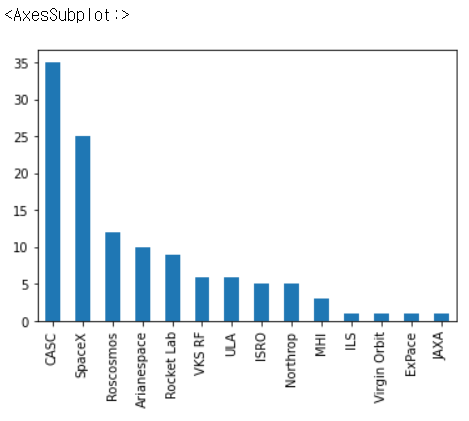 <AxesSubplot:>
35
30
25
20
15
10
5
0
CASC
SpaceX
Roscosmos
Arianespace
Rocket Lab
VKS RF
ULA
ISRO
Northrop
MHI
ILS
Virgin Orbit
ExPace
JAXA